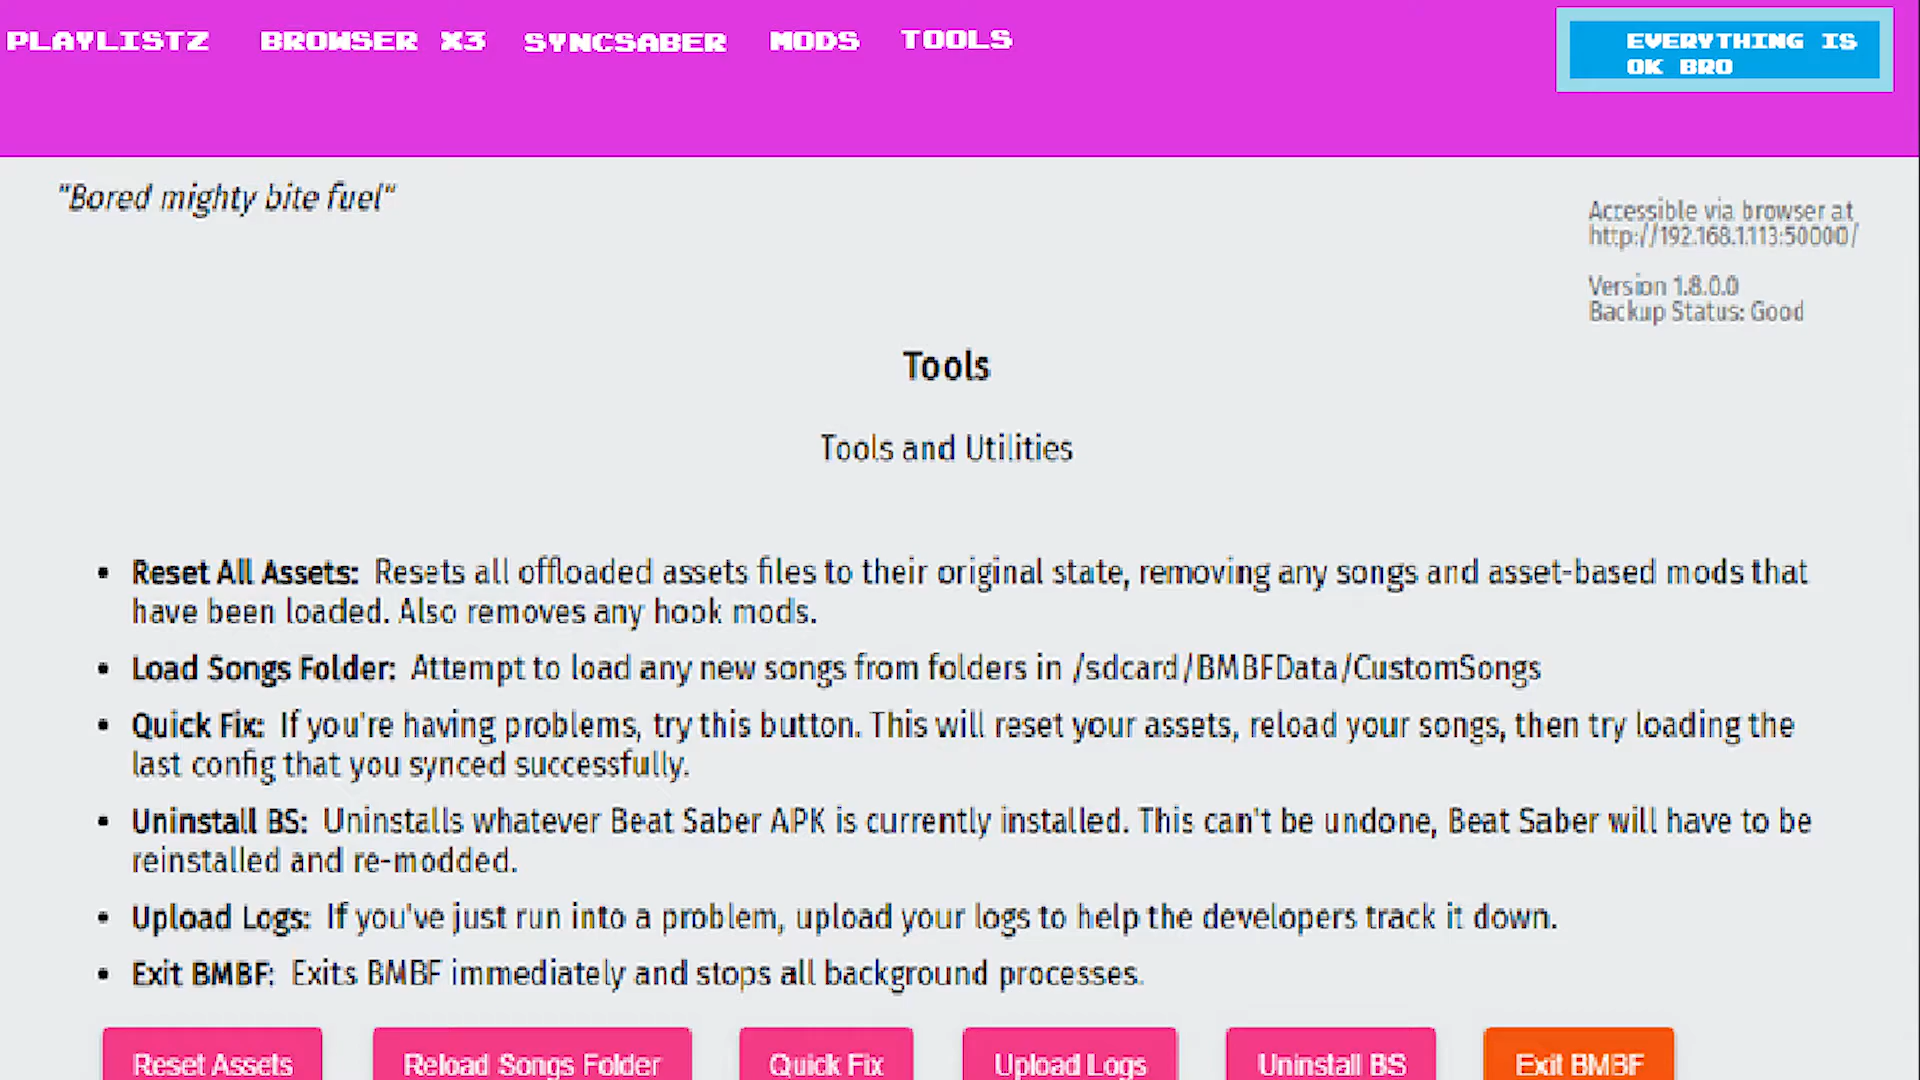 PLAYLISTZ BROWSER X3 SYNCSABER MODS TOOLS
EVERYTHING IS
OK BRO
"Bored mighty bite fuel"
Accessible via browser at
http://192.168.1.113:50000/
Version 1.8.0.0
Backup Status: Good
Tools
Tools and Utilities
• Reset All Assets: Resets all offloaded assets files to their original state, removing any songs and asset-based mods that
have been loaded. Also removes any hook mods.
• Load Songs Folder: Attempt to load any new songs from folders in /sdcard/BMBFData/CustomSongs
• Quick Fix: If you're having problems, try this button. This will reset your assets, reload your songs, then try loading the
last config that you synced successfully.
• Uninstall BS: Uninstalls whatever Beat Saber APK is currently installed. This can't be undone, Beat Saber will have to be
reinstalled and re-modded.
• Upload Logs: If you've just run into a problem, upload your logs to help the developers track it down.
• Exit BMBF: Exits BMBF immediately and stops all background processes.
Reset Assets Reload Songs Folder Quick Fix Upload Logs Uninstall BS Exit BMBF